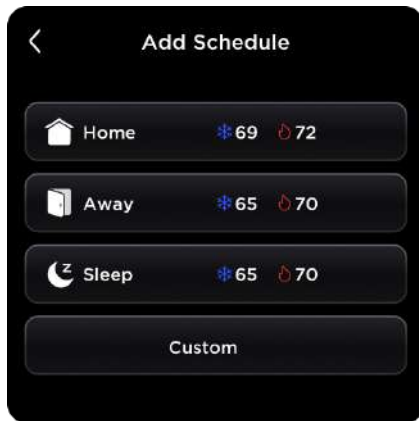 Add Schedule
Home 69 72
Away 65 70
Sleep 65 70
Custom